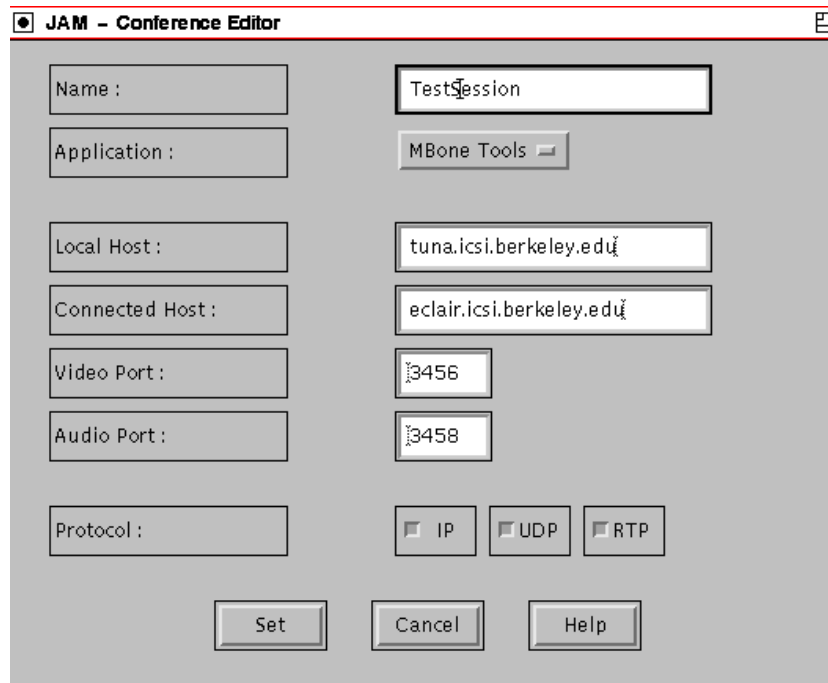 JAM - Conference Editor
Name : TestSession
Application : MBone Tools
Local Host : tuna.icsi.berkeley.edu
Connected Host : eclair.icsi.berkeley.edu
Video Port : 3456
Audio Port : 3458
Protocol : IP UDP RTP
Set Cancel Help